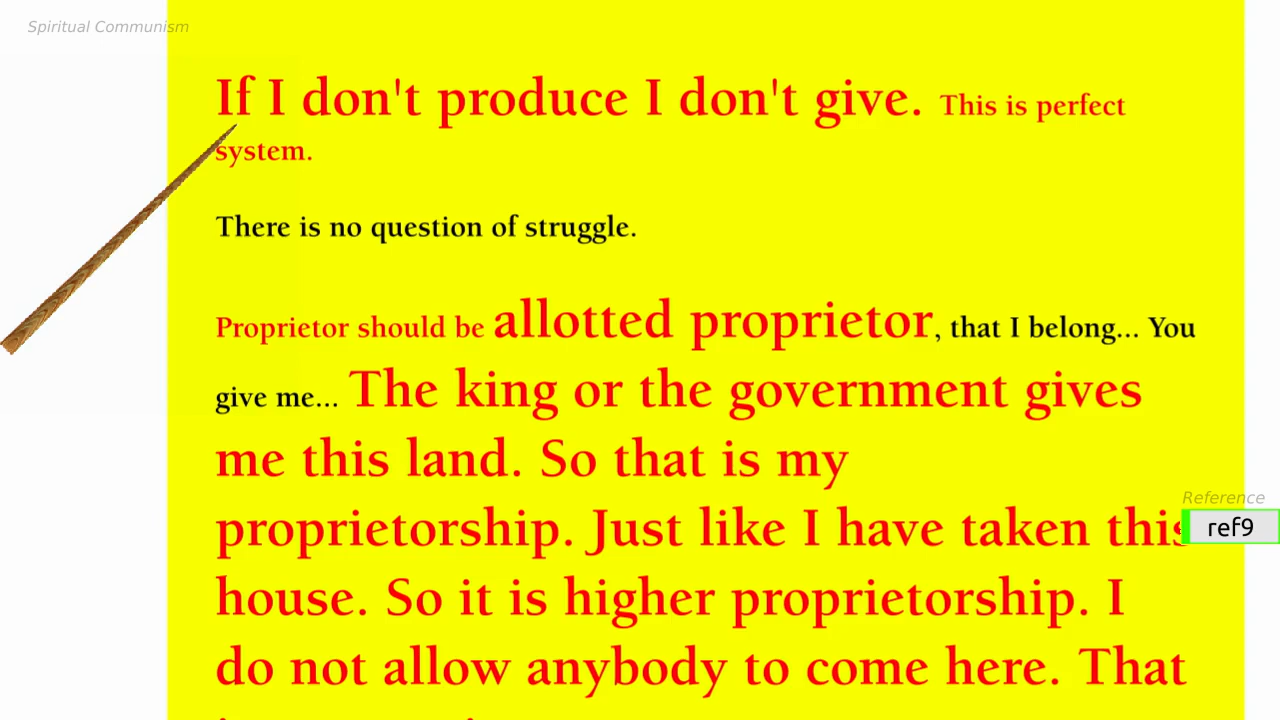 Spiritual Communism
If I don't produce I don't give. This is perfect
system.
There is no question of struggle.
Proprietor should be allotted proprietor, that I belong... You
give me... The king or the government gives
me this land. So that is my
proprietorship. Just like I have taken this
Reference
ref9
house. So it is higher proprietorship. I
do not allow anybody to come here. That